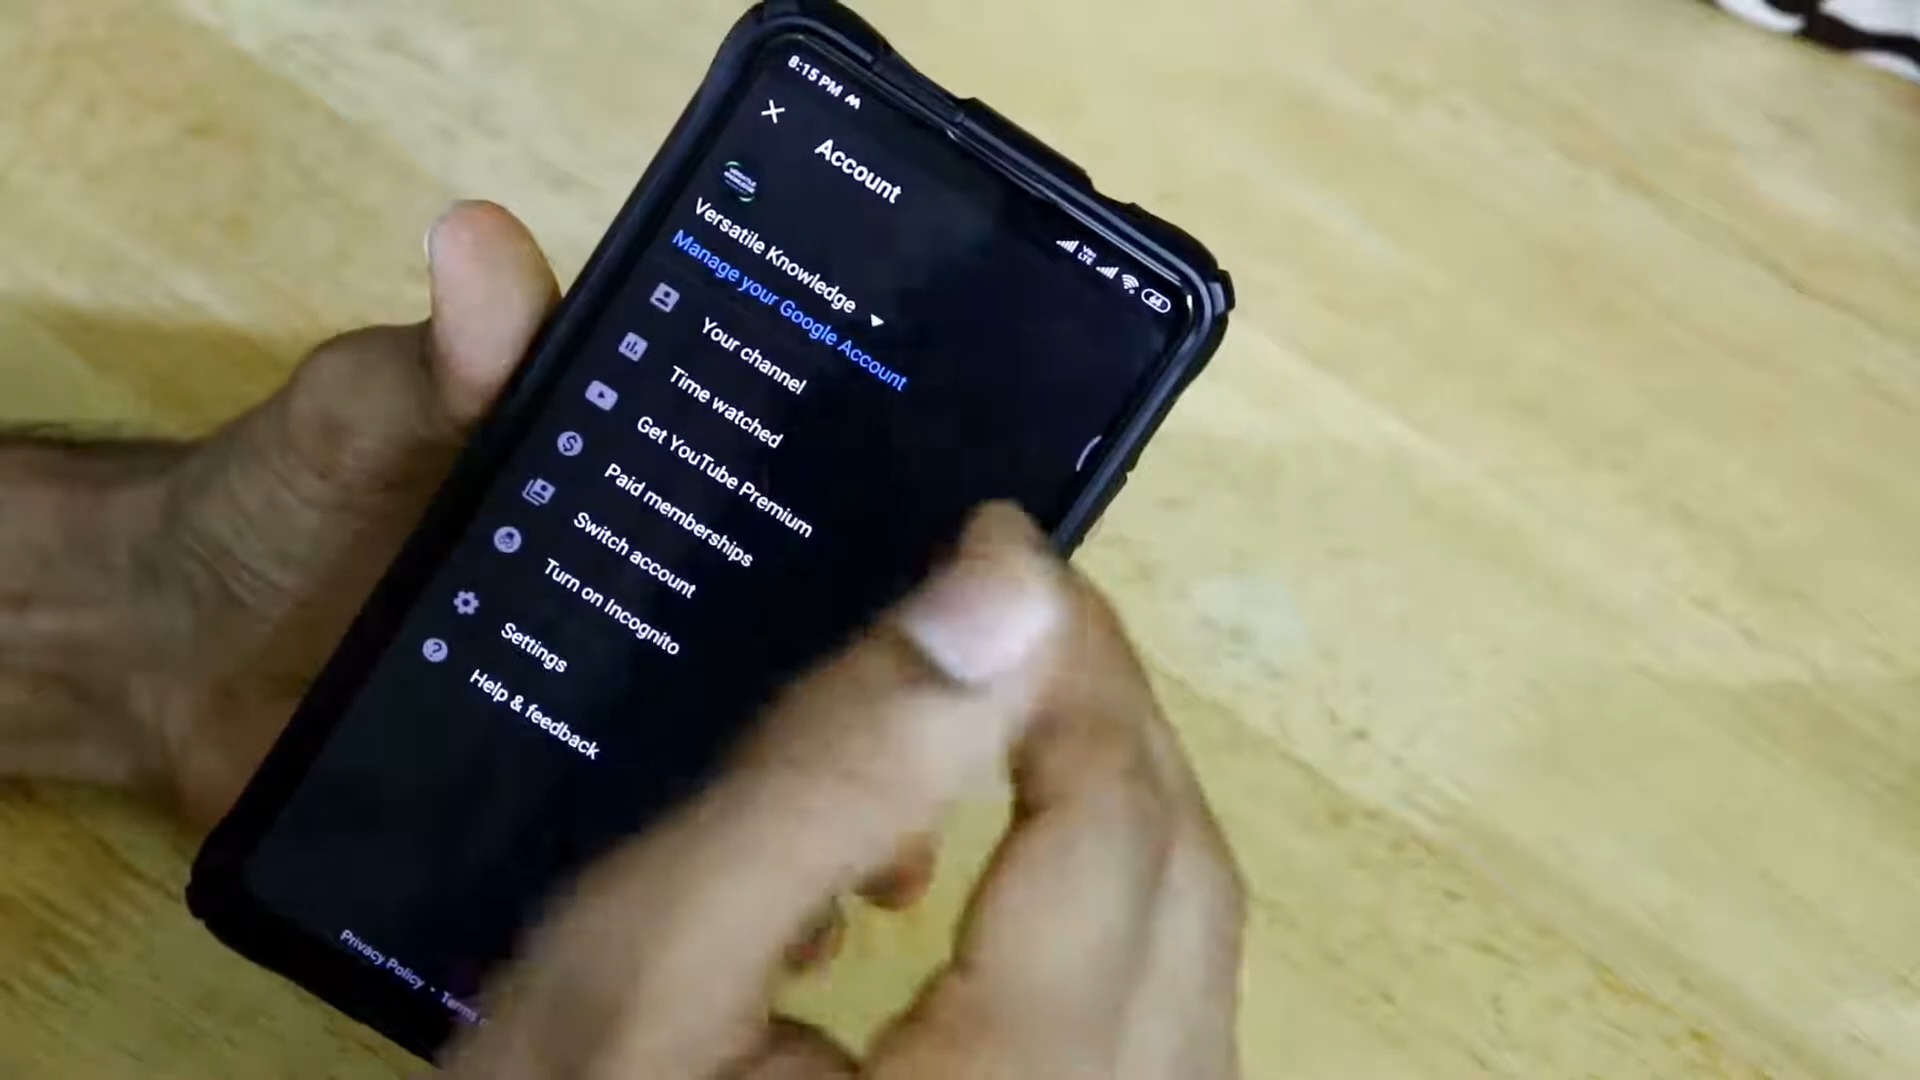 8:15 PM
Account
Versatile Knowledge
Manage your Google Account
Your channel
Time watched
Get YouTube Premium
Paid memberships
Switch account
Turn on Incognito
Settings
Help & feedback
Privacy Policy • Terms